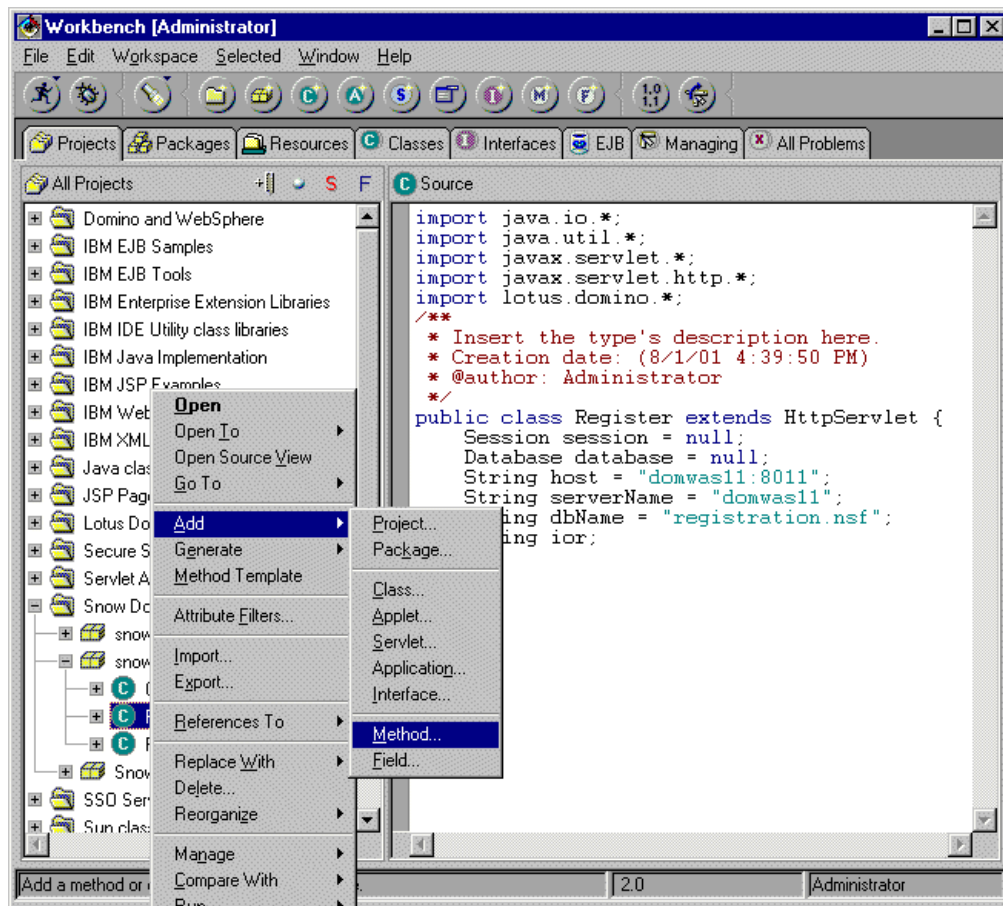 Workbench [Administrator]
File Edit Workspace Selected Window Help
Projects Packages Resources Classes Interfaces EJB Managing All Problems
All Projects S F
Domino and WebSphere
IBM EJB Samples
IBM EJB Tools
IBM Enterprise Extension Libraries
IBM IDE Utility class libraries
IBM Java Implementation
IBM JSP Examples
IBM Web
IBM XML
Java clas
JSP Pag
Lotus Do
Secure S
Servlet A
Snow Do
snow
snow
Snow
SSO Ser
Sun clas
Open
Open To
Open Source View
Go To
Add
Generate
Method Template
Attribute Filters...
Import...
Export...
References To
Replace With
Delete...
Reorganize
Manage
Compare With
Run
Project...
Package...
Class...
Applet...
Servlet...
Application...
Interface...
Method...
Field...
Source
import java.io.*;
import java.util.*;
import javax.servlet.*;
import javax.servlet.http.*;
import lotus.domino.*;
/**
* Insert the type's description here.
* Creation date: (8/1/01 4:39:50 PM)
* @author: Administrator
*/
public class Register extends HttpServlet {
Session session = null;
Database database = null;
String host = "domwas11:8011";
String serverName = "domwas11";
ing dbName = "registration.nsf";
ing ior;
Add a method or
2.0
Administrator